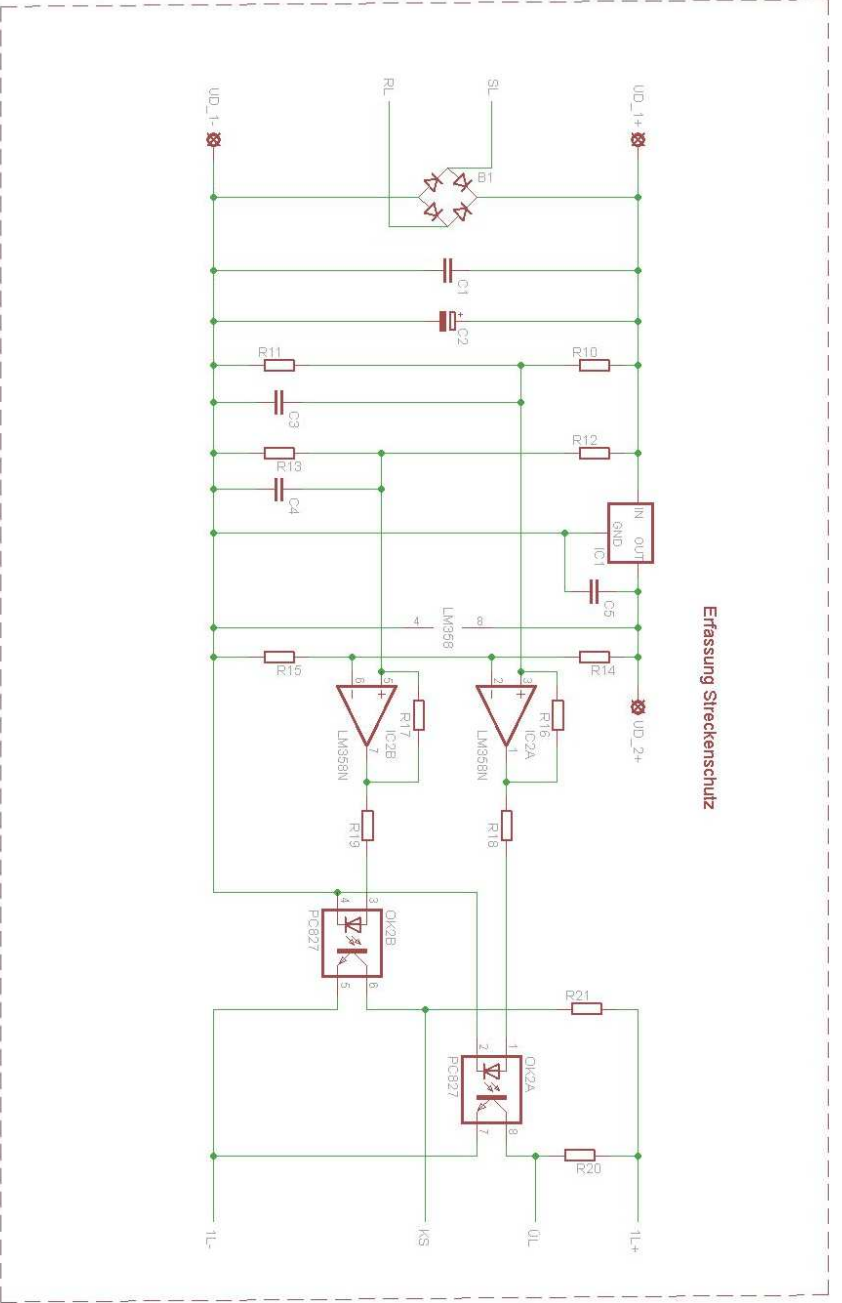 Erfassung Streckenschutz
UD_1+
SL
RL
UD_1-
B1
C1
+
C2
R10
R11
C3
R12
R13
C4
IN
GND
OUT
IC1
C5
8
LM358
4
R14
R15
UD_2+
3
+
2
-
1
R16
IC2A
LM358N
5
+
6
-
7
R17
IC2B
LM358N
R18
R19
3
4
OK2B
PC827
6
5
R21
1
2
OK2A
PC827
8
7
R20
1L+
ÜL
KS
1L-